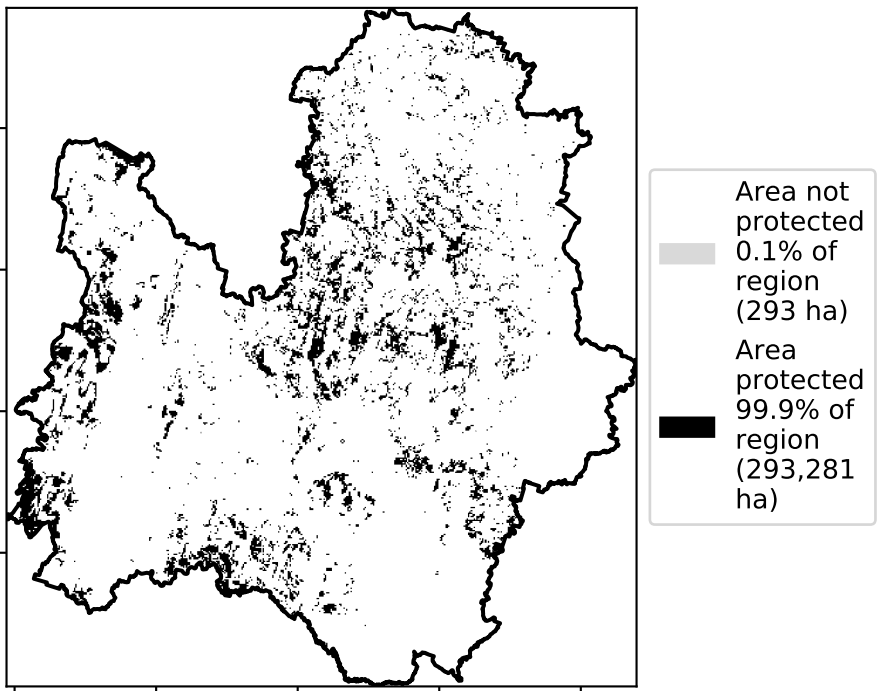 Area not
protected
0.1% of
region
(293 ha)
Area
protected
99.9% of
region
(293,281
ha)